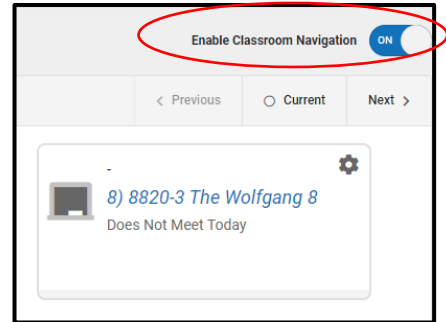 Enable Classroom Navigation ON
< Previous Current Next >
-
8) 8820-3 The Wolfgang 8
Does Not Meet Today